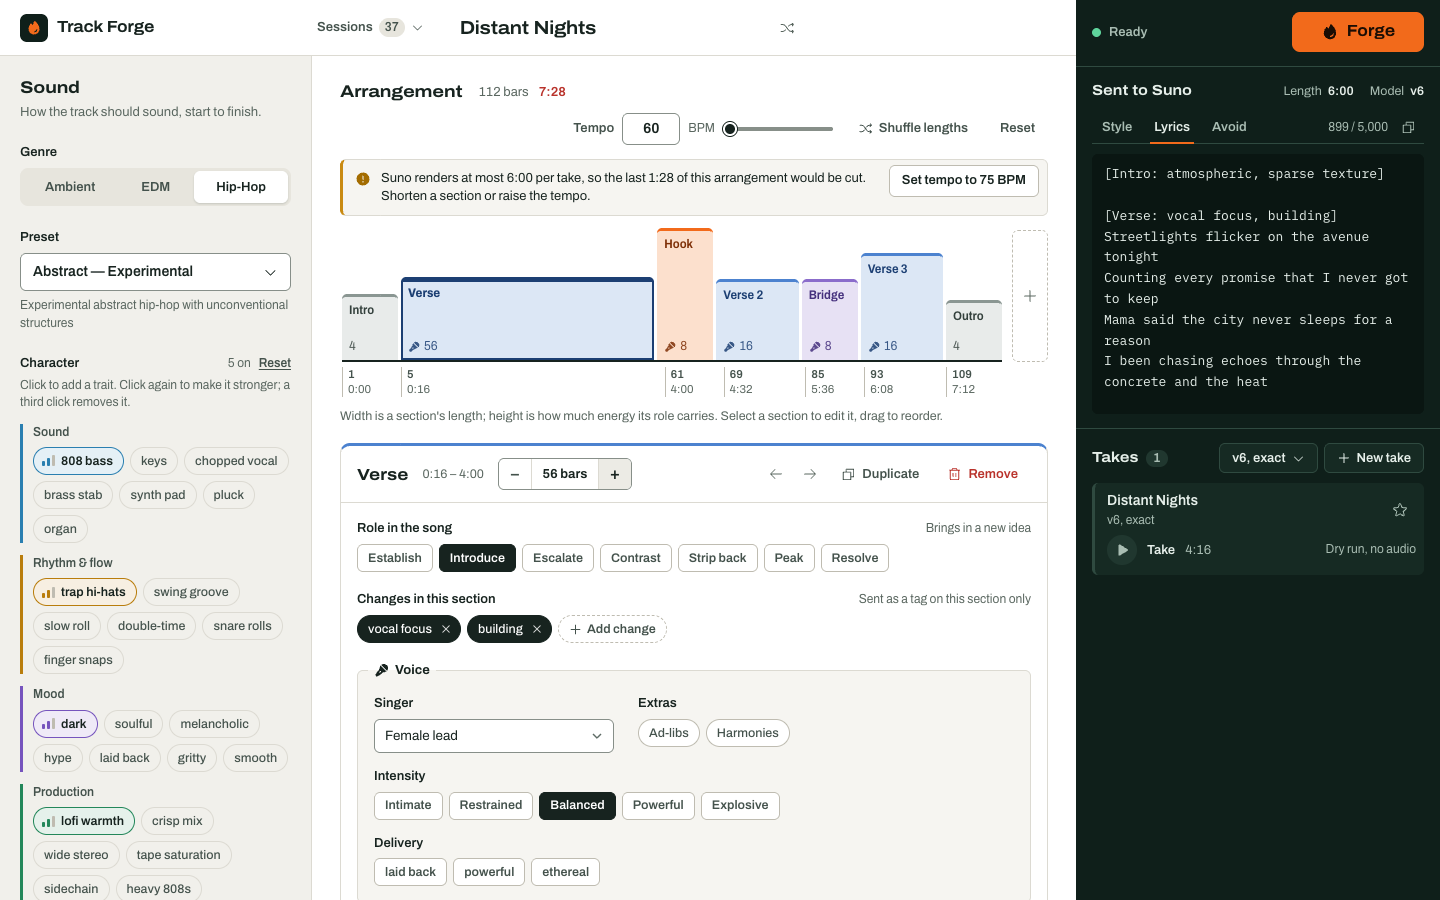 Track Forge
Sessions 37
Distant Nights
Ready
Forge
Sound
How the track should sound, start to finish.
Genre
Ambient EDM Hip-Hop
Preset
Abstract — Experimental
Experimental abstract hip-hop with unconventional
structures
Character 5 on Reset
Click to add a trait. Click again to make it stronger; a
third click removes it.
Sound
808 bass keys chopped vocal
brass stab synth pad pluck
organ
Rhythm & flow
trap hi-hats swing groove
slow roll double-time snare rolls
finger snaps
Mood
dark soulful melancholic
hype laid back gritty smooth
Production
lofi warmth crisp mix
wide stereo tape saturation
sidechain heavy 808s
Arrangement 112 bars 7:28
Tempo 60 BPM Shuffle lengths Reset
Suno renders at most 6:00 per take, so the last 1:28 of this arrangement would be cut.
Shorten a section or raise the tempo.
Set tempo to 75 BPM
Intro
4
Verse
56
Hook
8
Verse 2
16
Bridge
8
Verse 3
16
Outro
4
+
1 5 61 69 85 93 109
0:00 0:16 4:00 4:32 5:36 6:08 7:12
Width is a section's length; height is how much energy its role carries. Select a section to edit it, drag to reorder.
Verse 0:16 – 4:00 − 56 bars + ← → Duplicate Remove
Role in the song Brings in a new idea
Establish Introduce Escalate Contrast Strip back Peak Resolve
Changes in this section Sent as a tag on this section only
vocal focus × building × + Add change
Voice
Singer Extras
Female lead Ad-libs Harmonies
Intensity
Intimate Restrained Balanced Powerful Explosive
Delivery
laid back powerful ethereal
Sent to Suno Length 6:00 Model v6
Style Lyrics Avoid 899 / 5,000
[Intro: atmospheric, sparse texture]
[Verse: vocal focus, building]
Streetlights flicker on the avenue
tonight
Counting every promise that I never got
to keep
Mama said the city never sleeps for a
reason
I been chasing echoes through the
concrete and the heat
Takes 1 v6, exact + New take
Distant Nights
v6, exact
Take 4:16 Dry run, no audio